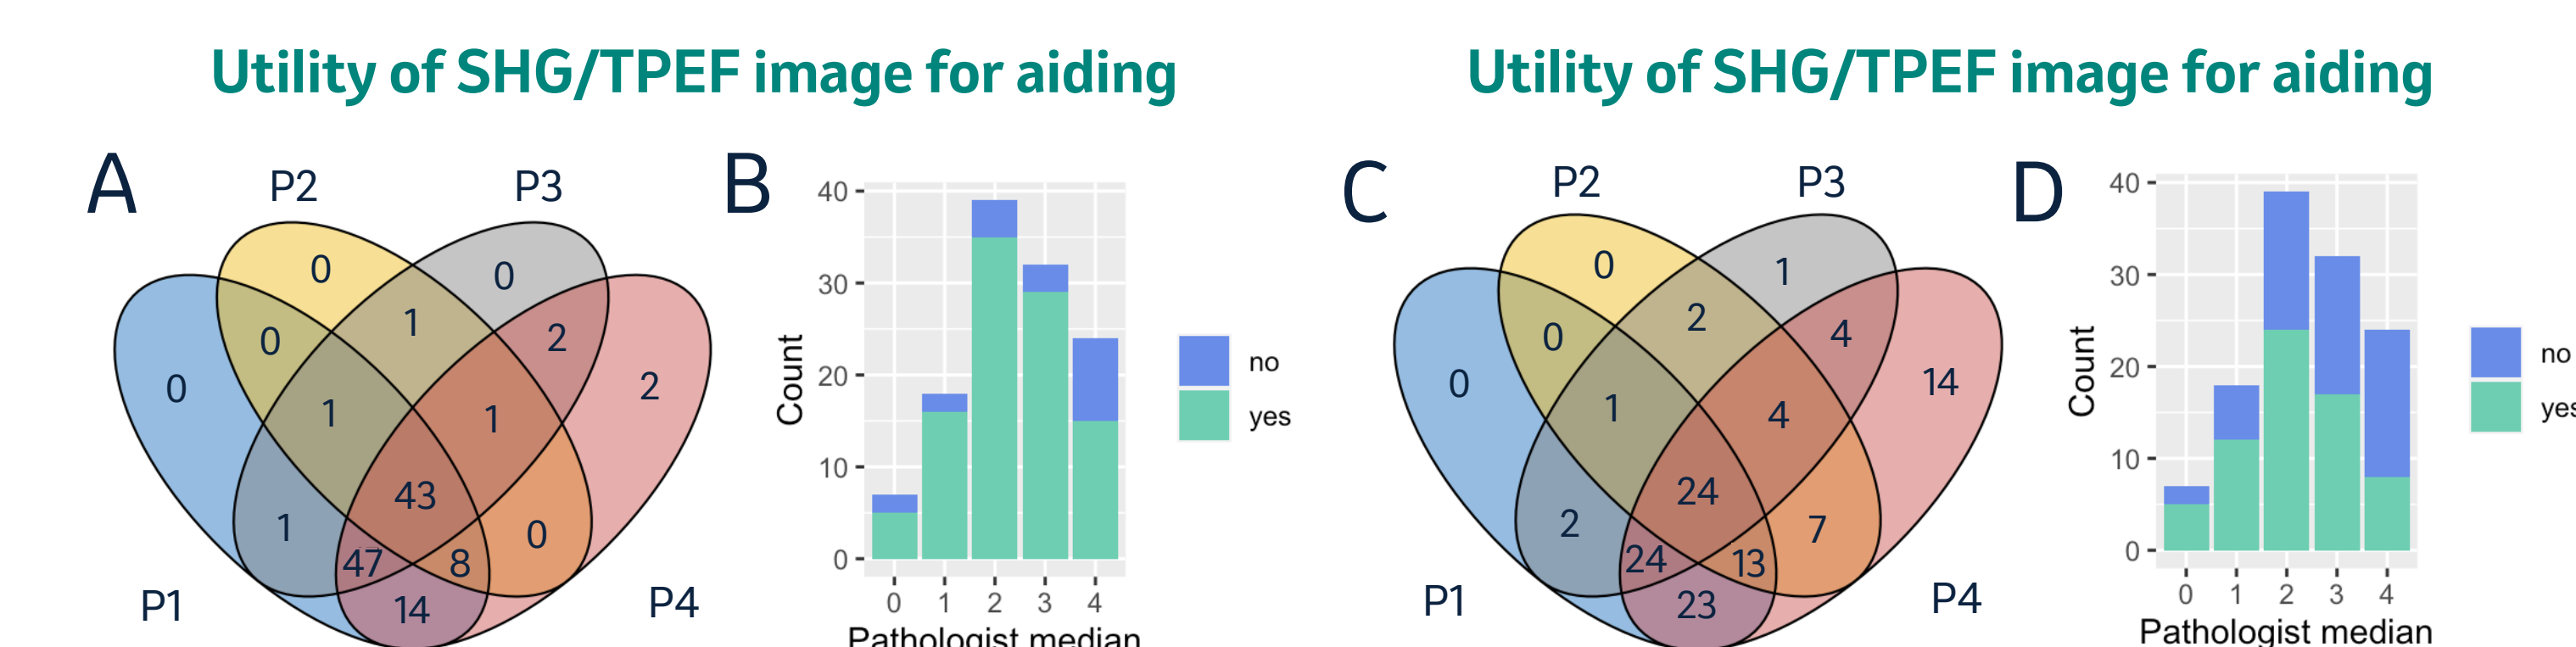 Utility of SHG/TPEF image for aiding
A
P2
P3
0
0
0
1
2
0
2
1
1
43
1
0
47
8
14
P1
P4
B
40
30
20
10
0
Count
0 1 2 3 4
Pathologist median
no
yes
Utility of SHG/TPEF image for aiding
C
P2
P3
0
1
0
2
4
0
14
1
4
24
2
7
24
13
23
P1
P4
D
40
30
20
10
0
Count
0 1 2 3 4
Pathologist median
no
yes